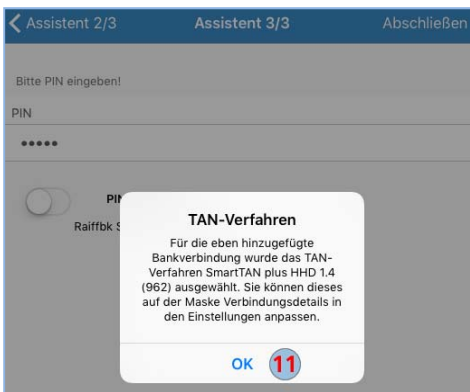 Assistent 2/3
Assistent 3/3
Abschließen
Bitte PIN eingeben!
PIN
•••••
Raiffbk
TAN-Verfahren
Für die eben hinzugefügte
Bankverbindung wurde das TAN-
Verfahren SmartTAN plus HHD 1.4
(962) ausgewählt. Sie können dieses
auf der Maske Verbindungsdetails in
den Einstellungen anpassen.
OK
11